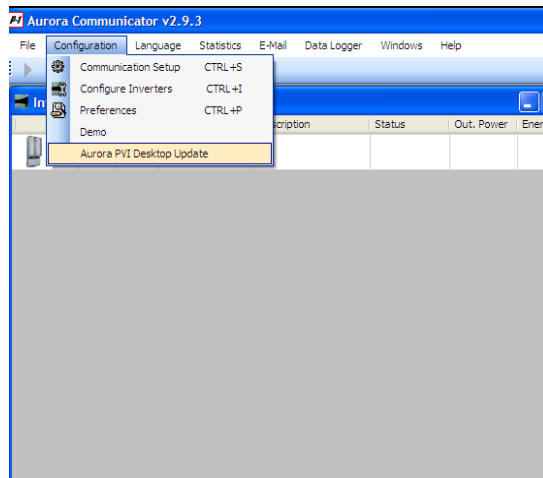 Aurora Communicator v2.9.3
File Configuration Language Statistics E-Mail Data Logger Windows Help
Communication Setup CTRL+S
Configure Inverters CTRL+I
Preferences CTRL+P
Demo
Aurora PVI Desktop Update
Status Out. Power